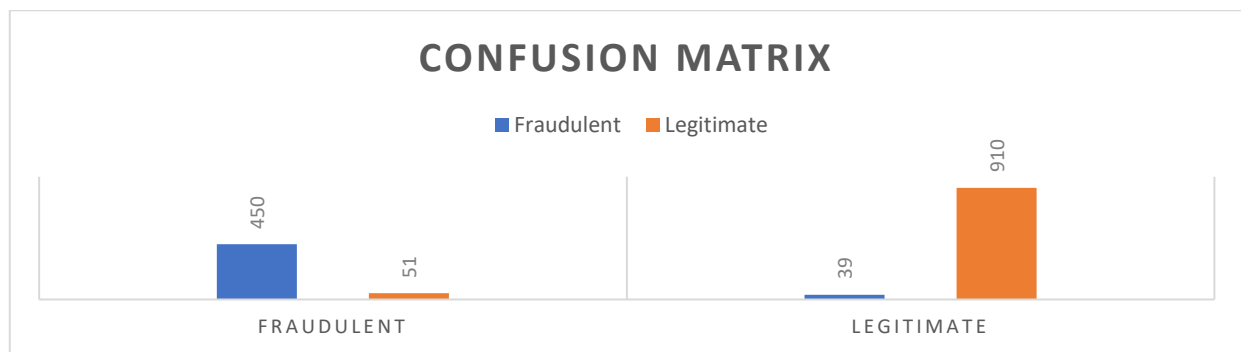 CONFUSION MATRIX
Fraudulent Legitimate
450 51 39 910
FRAUDULENT LEGITIMATE